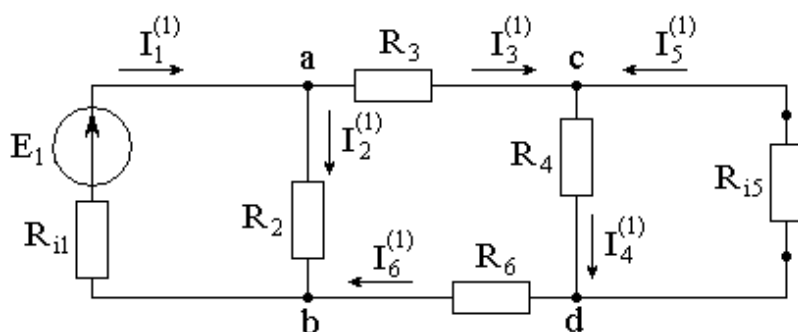 I₁⁽¹⁾
a
R₃
I₃⁽¹⁾
c
I₅⁽¹⁾
E₁
I₂⁽¹⁾
R₄
Rᵢ₅
Rᵢ₁
R₂
I₆⁽¹⁾
R₆
I₄⁽¹⁾
b
d